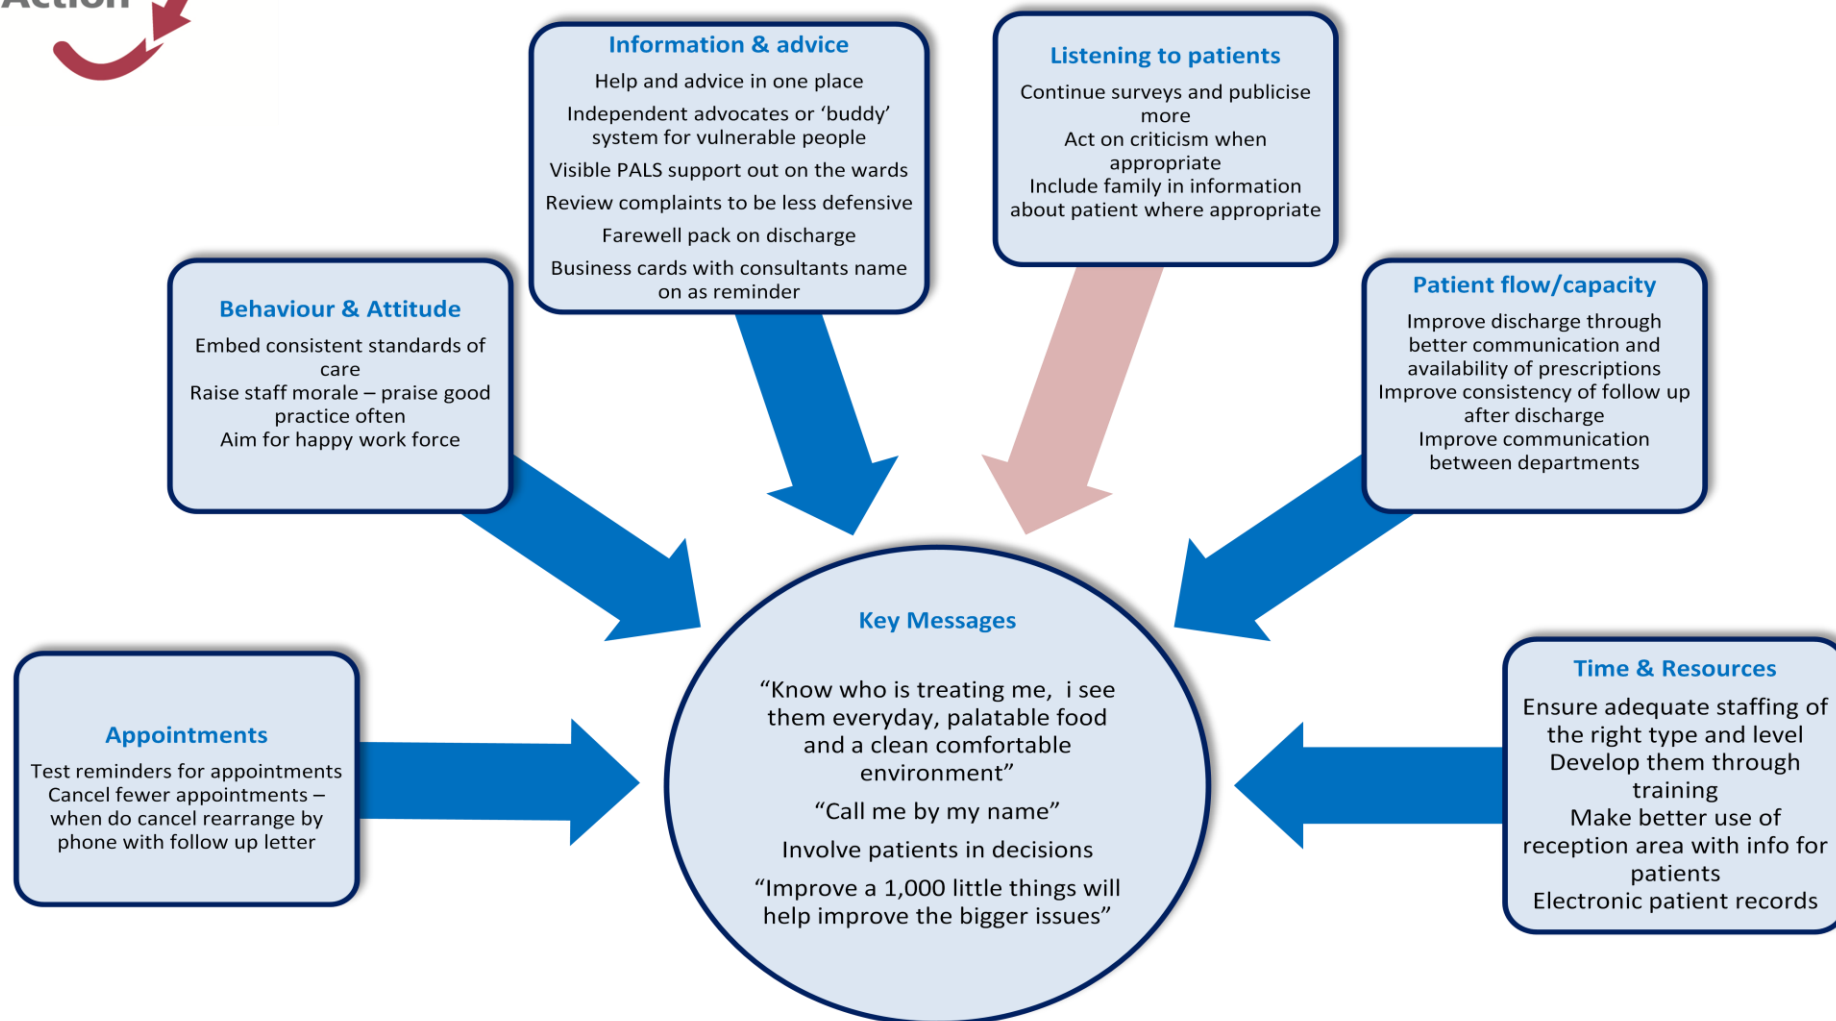 Action
Information & advice
Help and advice in one place
Independent advocates or ‘buddy’
system for vulnerable people
Visible PALS support out on the wards
Review complaints to be less defensive
Farewell pack on discharge
Business cards with consultants name
on as reminder
Listening to patients
Continue surveys and publicise
more
Act on criticism when
appropriate
Include family in information
about patient where appropriate
Behaviour & Attitude
Embed consistent standards of
care
Raise staff morale – praise good
practice often
Aim for happy work force
Patient flow/capacity
Improve discharge through
better communication and
availability of prescriptions
Improve consistency of follow up
after discharge
Improve communication
between departments
Appointments
Test reminders for appointments
Cancel fewer appointments –
when do cancel rearrange by
phone with follow up letter
Key Messages
“Know who is treating me,  i see
them everyday, palatable food
and a clean comfortable
environment”
“Call me by my name”
Involve patients in decisions
“Improve a 1,000 little things will
help improve the bigger issues”
Time & Resources
Ensure adequate staffing of
the right type and level
Develop them through
training
Make better use of
reception area with info for
patients
Electronic patient records